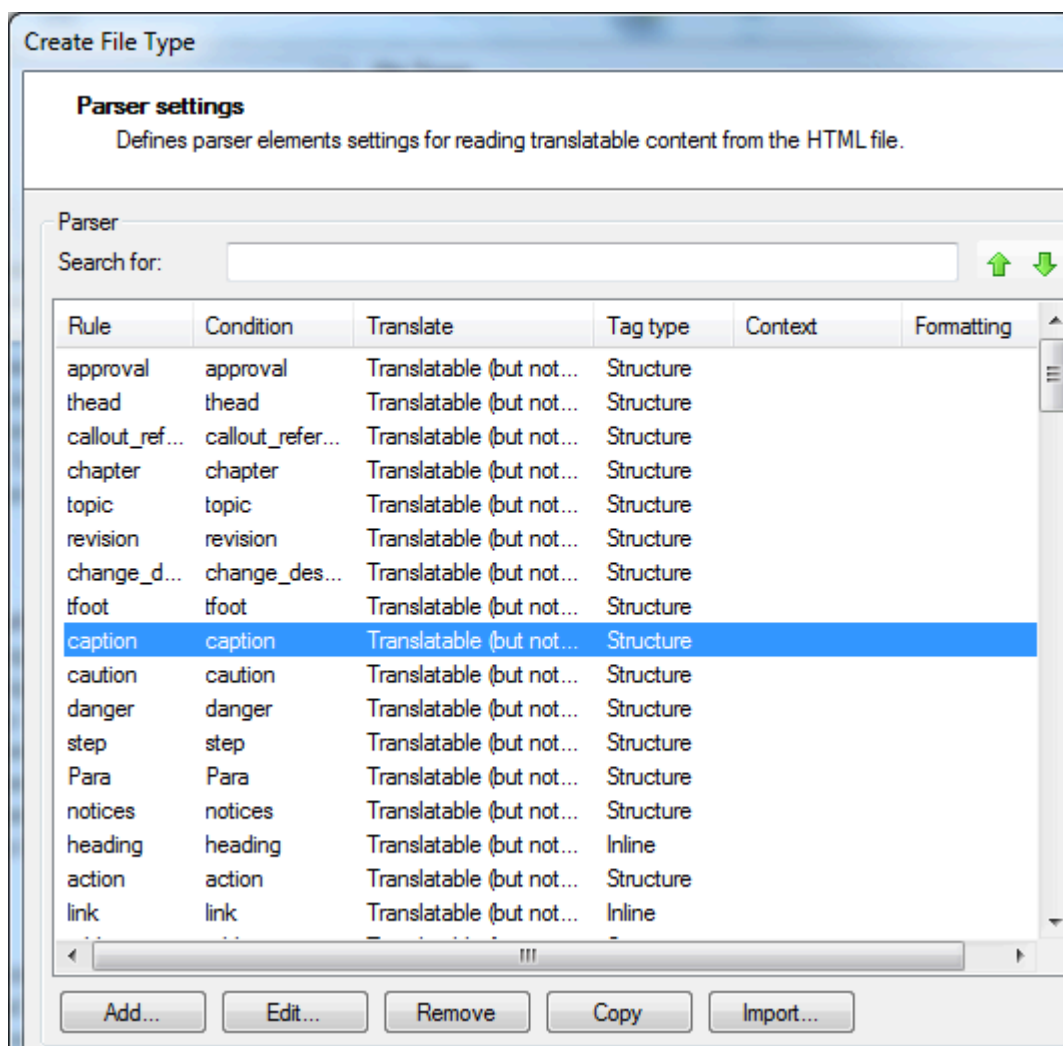 Create File Type
Parser settings
Defines parser elements settings for reading translatable content from the HTML file.
Parser
Search for:
Rule Condition Translate Tag type Context Formatting
approval approval Translatable (but not... Structure
thead thead Translatable (but not... Structure
callout_ref... callout_refer... Translatable (but not... Structure
chapter chapter Translatable (but not... Structure
topic topic Translatable (but not... Structure
revision revision Translatable (but not... Structure
change_d... change_des... Translatable (but not... Structure
tfoot tfoot Translatable (but not... Structure
caption caption Translatable (but not... Structure
caution caution Translatable (but not... Structure
danger danger Translatable (but not... Structure
step step Translatable (but not... Structure
Para Para Translatable (but not... Structure
notices notices Translatable (but not... Structure
heading heading Translatable (but not... Inline
action action Translatable (but not... Structure
link link Translatable (but not... Inline
Add... Edit... Remove Copy Import...